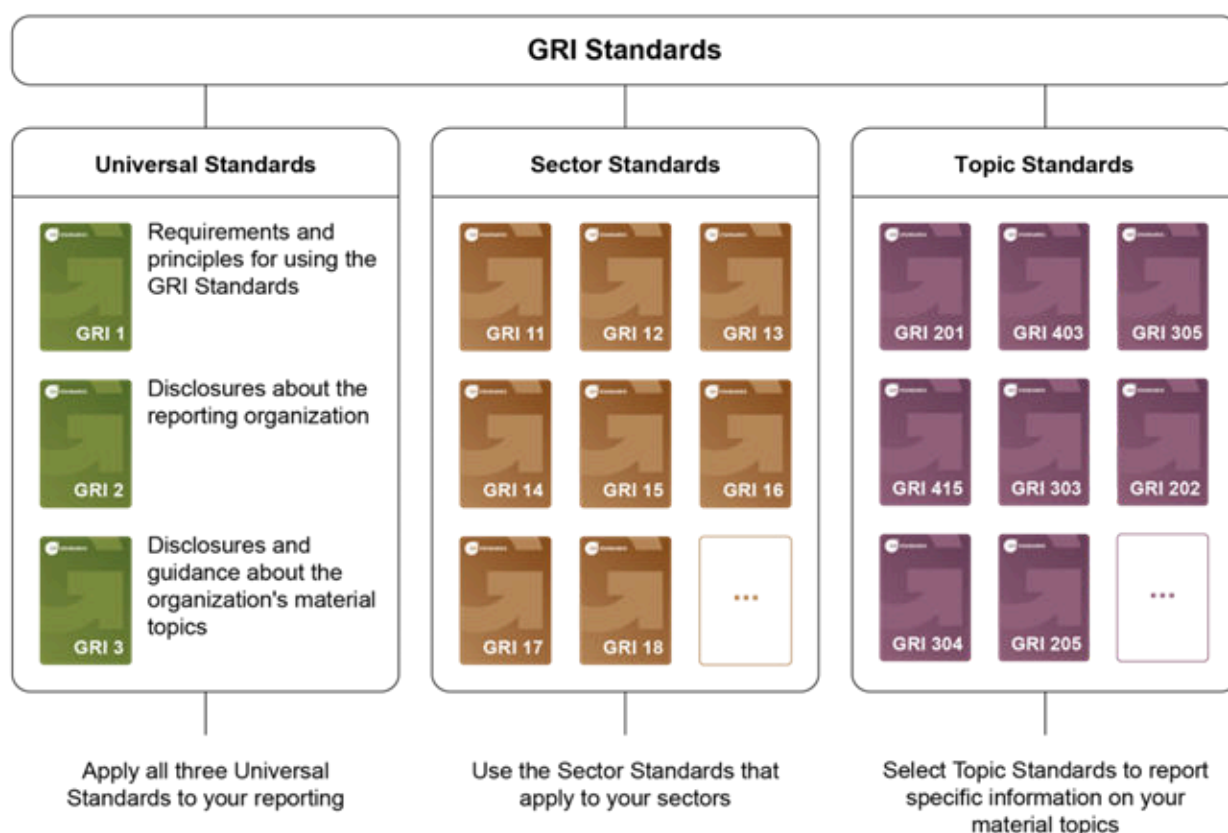 GRI Standards
Universal Standards
Requirements and
principles for using the
GRI Standards
GRI 1
Disclosures about the
reporting organization
GRI 2
Disclosures and
guidance about the
organization's material
topics
GRI 3
Apply all three Universal
Standards to your reporting
Sector Standards
GRI 11
GRI 12
GRI 13
GRI 14
GRI 15
GRI 16
GRI 17
GRI 18
...
Use the Sector Standards that
apply to your sectors
Topic Standards
GRI 201
GRI 403
GRI 305
GRI 415
GRI 303
GRI 202
GRI 304
GRI 205
...
Select Topic Standards to report
specific information on your
material topics